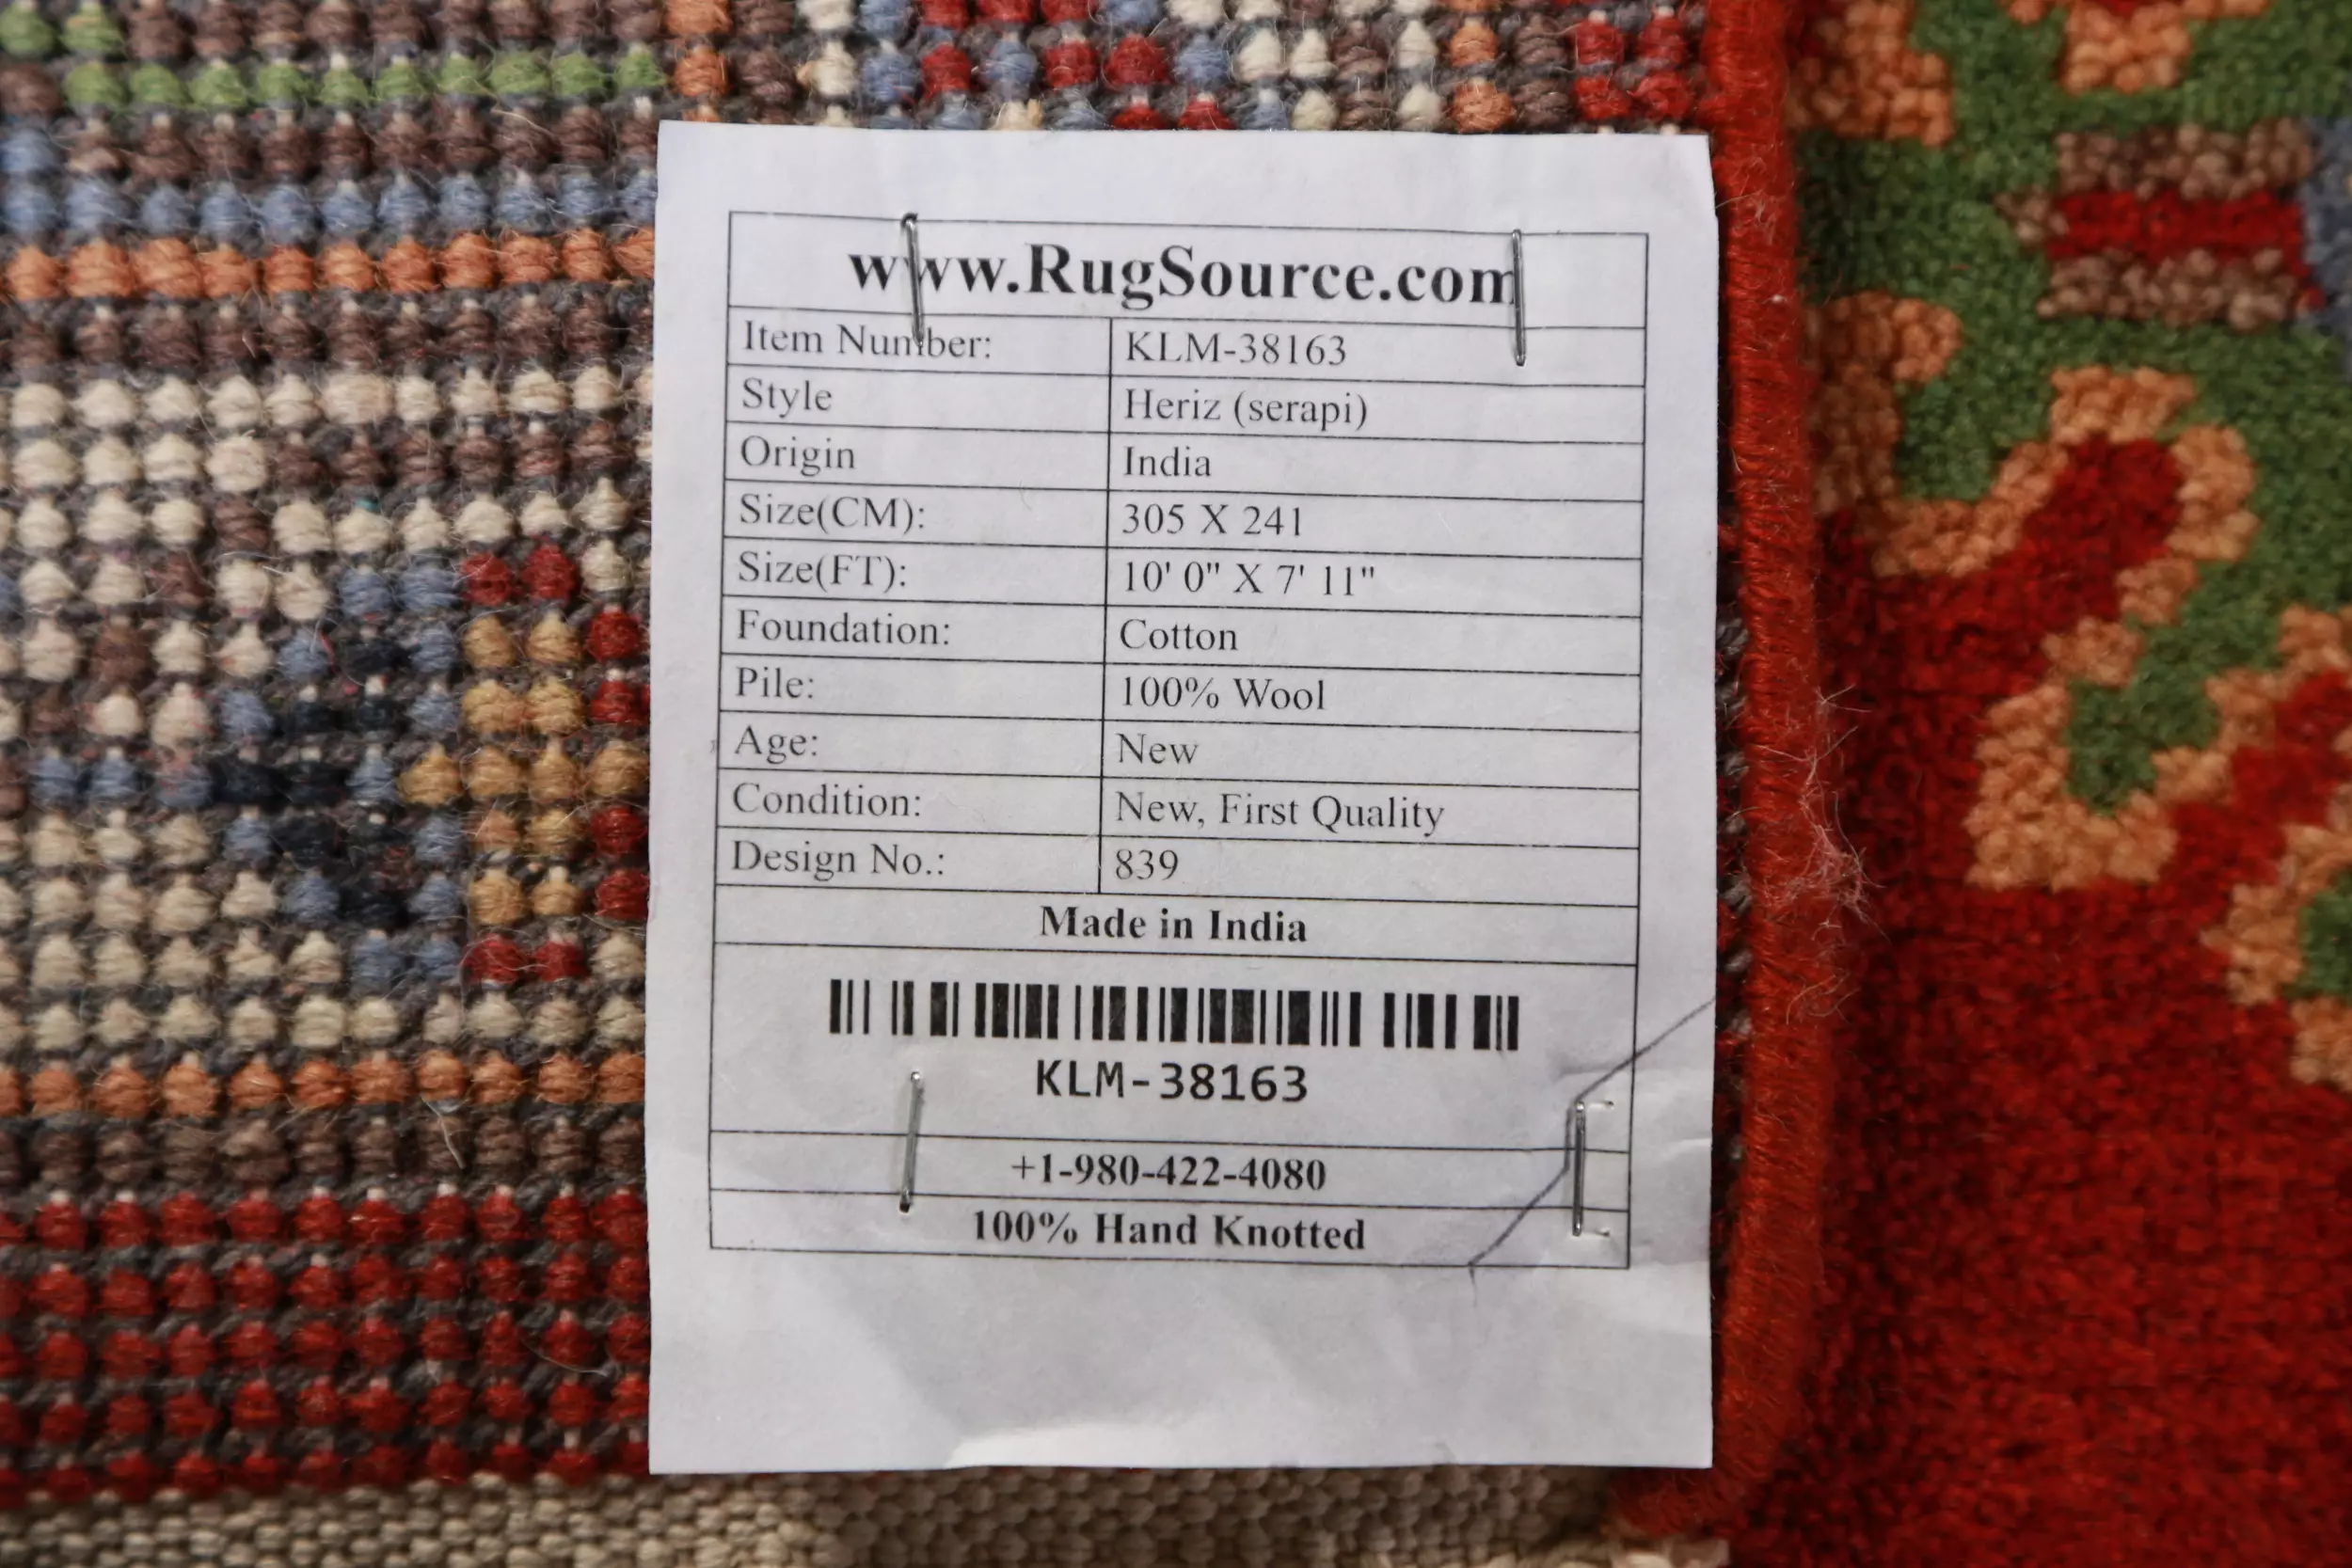 www.RugSource.com
Item Number: KLM-38163
Style Heriz (serapi)
Origin India
Size(CM): 305 X 241
Size(FT): 10' 0" X 7' 11"
Foundation: Cotton
Pile: 100% Wool
Age: New
Condition: New, First Quality
Design No.: 839
Made in India
KLM-38163
+1-980-422-4080
100% Hand Knotted